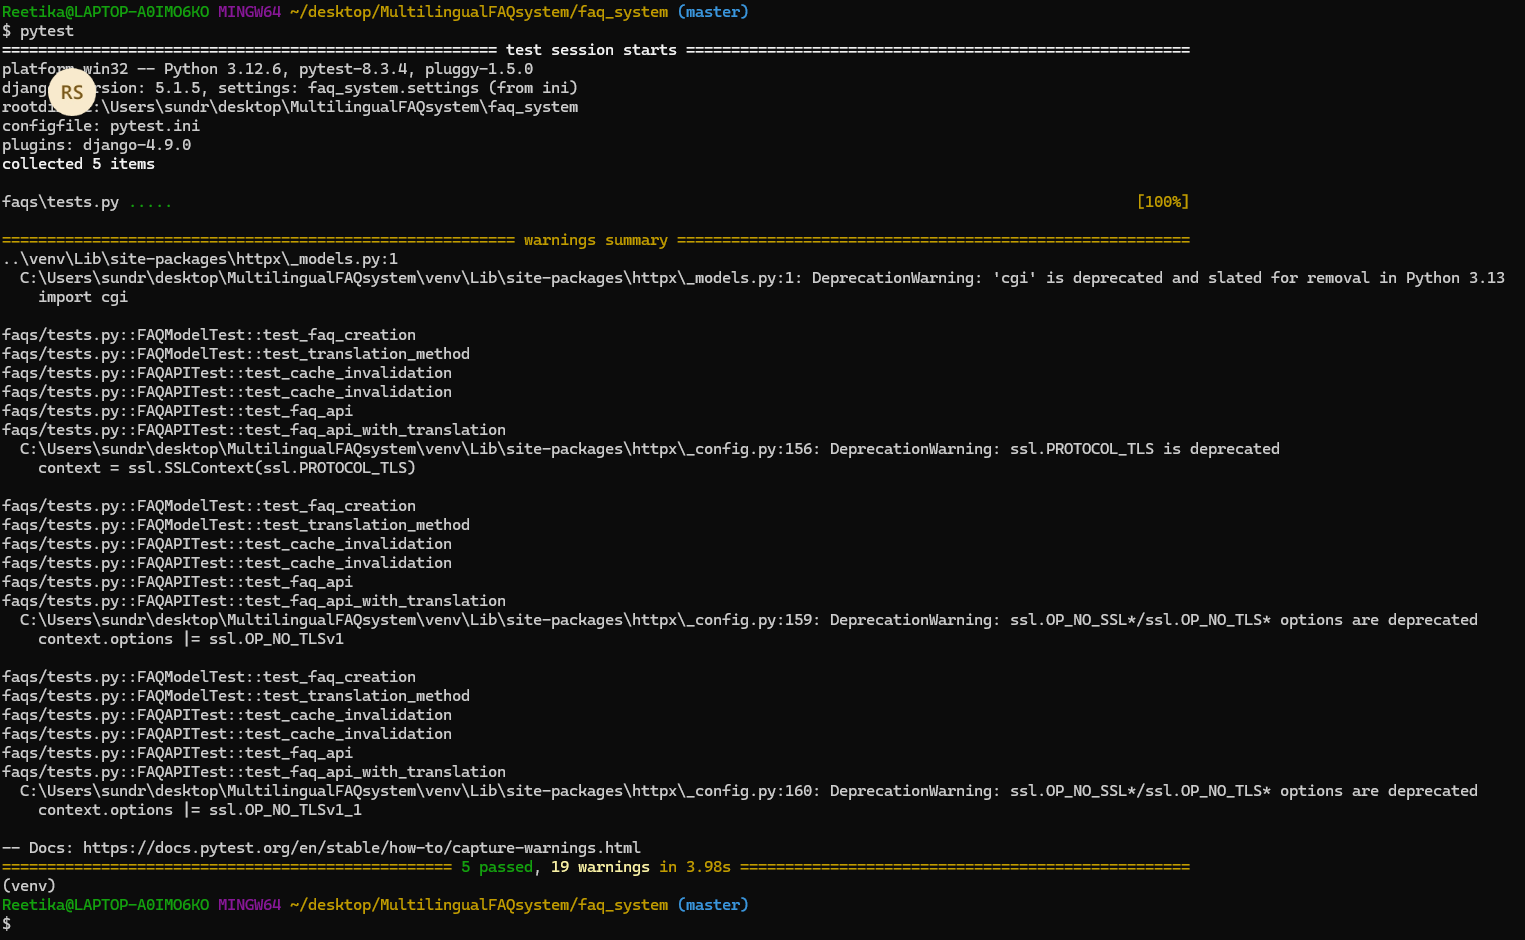 Reetika@LAPTOP-A0IMO6KO MINGW64 ~/desktop/MultilingualFAQsystem/faq_system (master)
$ pytest
======================================================= test session starts ========================================================
platform win32 -- Python 3.12.6, pytest-8.3.4, pluggy-1.5.0
RS
djang rsion: 5.1.5, settings: faq_system.settings (from ini)
rootdi :\Users\sundr\desktop\MultilingualFAQsystem\faq_system
configfile: pytest.ini
plugins: django-4.9.0
collected 5 items
faqs\tests.py ..... [100%]
========================================================= warnings summary =========================================================
..\venv\Lib\site-packages\httpx\_models.py:1
C:\Users\sundr\desktop\MultilingualFAQsystem\venv\Lib\site-packages\httpx\_models.py:1: DeprecationWarning: 'cgi' is deprecated and slated for removal in Python 3.13
import cgi
faqs/tests.py::FAQModelTest::test_faq_creation
faqs/tests.py::FAQModelTest::test_translation_method
faqs/tests.py::FAQAPITest::test_cache_invalidation
faqs/tests.py::FAQAPITest::test_cache_invalidation
faqs/tests.py::FAQAPITest::test_faq_api
faqs/tests.py::FAQAPITest::test_faq_api_with_translation
C:\Users\sundr\desktop\MultilingualFAQsystem\venv\Lib\site-packages\httpx\_config.py:156: DeprecationWarning: ssl.PROTOCOL_TLS is deprecated
context = ssl.SSLContext(ssl.PROTOCOL_TLS)
faqs/tests.py::FAQModelTest::test_faq_creation
faqs/tests.py::FAQModelTest::test_translation_method
faqs/tests.py::FAQAPITest::test_cache_invalidation
faqs/tests.py::FAQAPITest::test_cache_invalidation
faqs/tests.py::FAQAPITest::test_faq_api
faqs/tests.py::FAQAPITest::test_faq_api_with_translation
C:\Users\sundr\desktop\MultilingualFAQsystem\venv\Lib\site-packages\httpx\_config.py:159: DeprecationWarning: ssl.OP_NO_SSL*/ssl.OP_NO_TLS* options are deprecated
context.options |= ssl.OP_NO_TLSv1
faqs/tests.py::FAQModelTest::test_faq_creation
faqs/tests.py::FAQModelTest::test_translation_method
faqs/tests.py::FAQAPITest::test_cache_invalidation
faqs/tests.py::FAQAPITest::test_cache_invalidation
faqs/tests.py::FAQAPITest::test_faq_api
faqs/tests.py::FAQAPITest::test_faq_api_with_translation
C:\Users\sundr\desktop\MultilingualFAQsystem\venv\Lib\site-packages\httpx\_config.py:160: DeprecationWarning: ssl.OP_NO_SSL*/ssl.OP_NO_TLS* options are deprecated
context.options |= ssl.OP_NO_TLSv1_1
-- Docs: https://docs.pytest.org/en/stable/how-to/capture-warnings.html
================================================== 5 passed, 19 warnings in 3.98s ==================================================
(venv)
Reetika@LAPTOP-A0IMO6KO MINGW64 ~/desktop/MultilingualFAQsystem/faq_system (master)
$